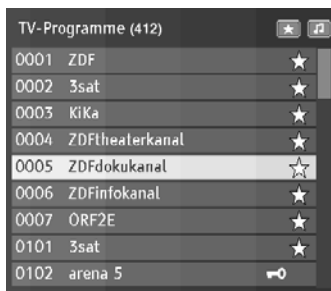 TV-Programme (412)
0001 ZDF
0002 3sat
0003 KiKa
0004 ZDFtheaterkanal
0005 ZDFdokukanal
0006 ZDFinfokanal
0007 ORF2E
0101 3sat
0102 arena 5